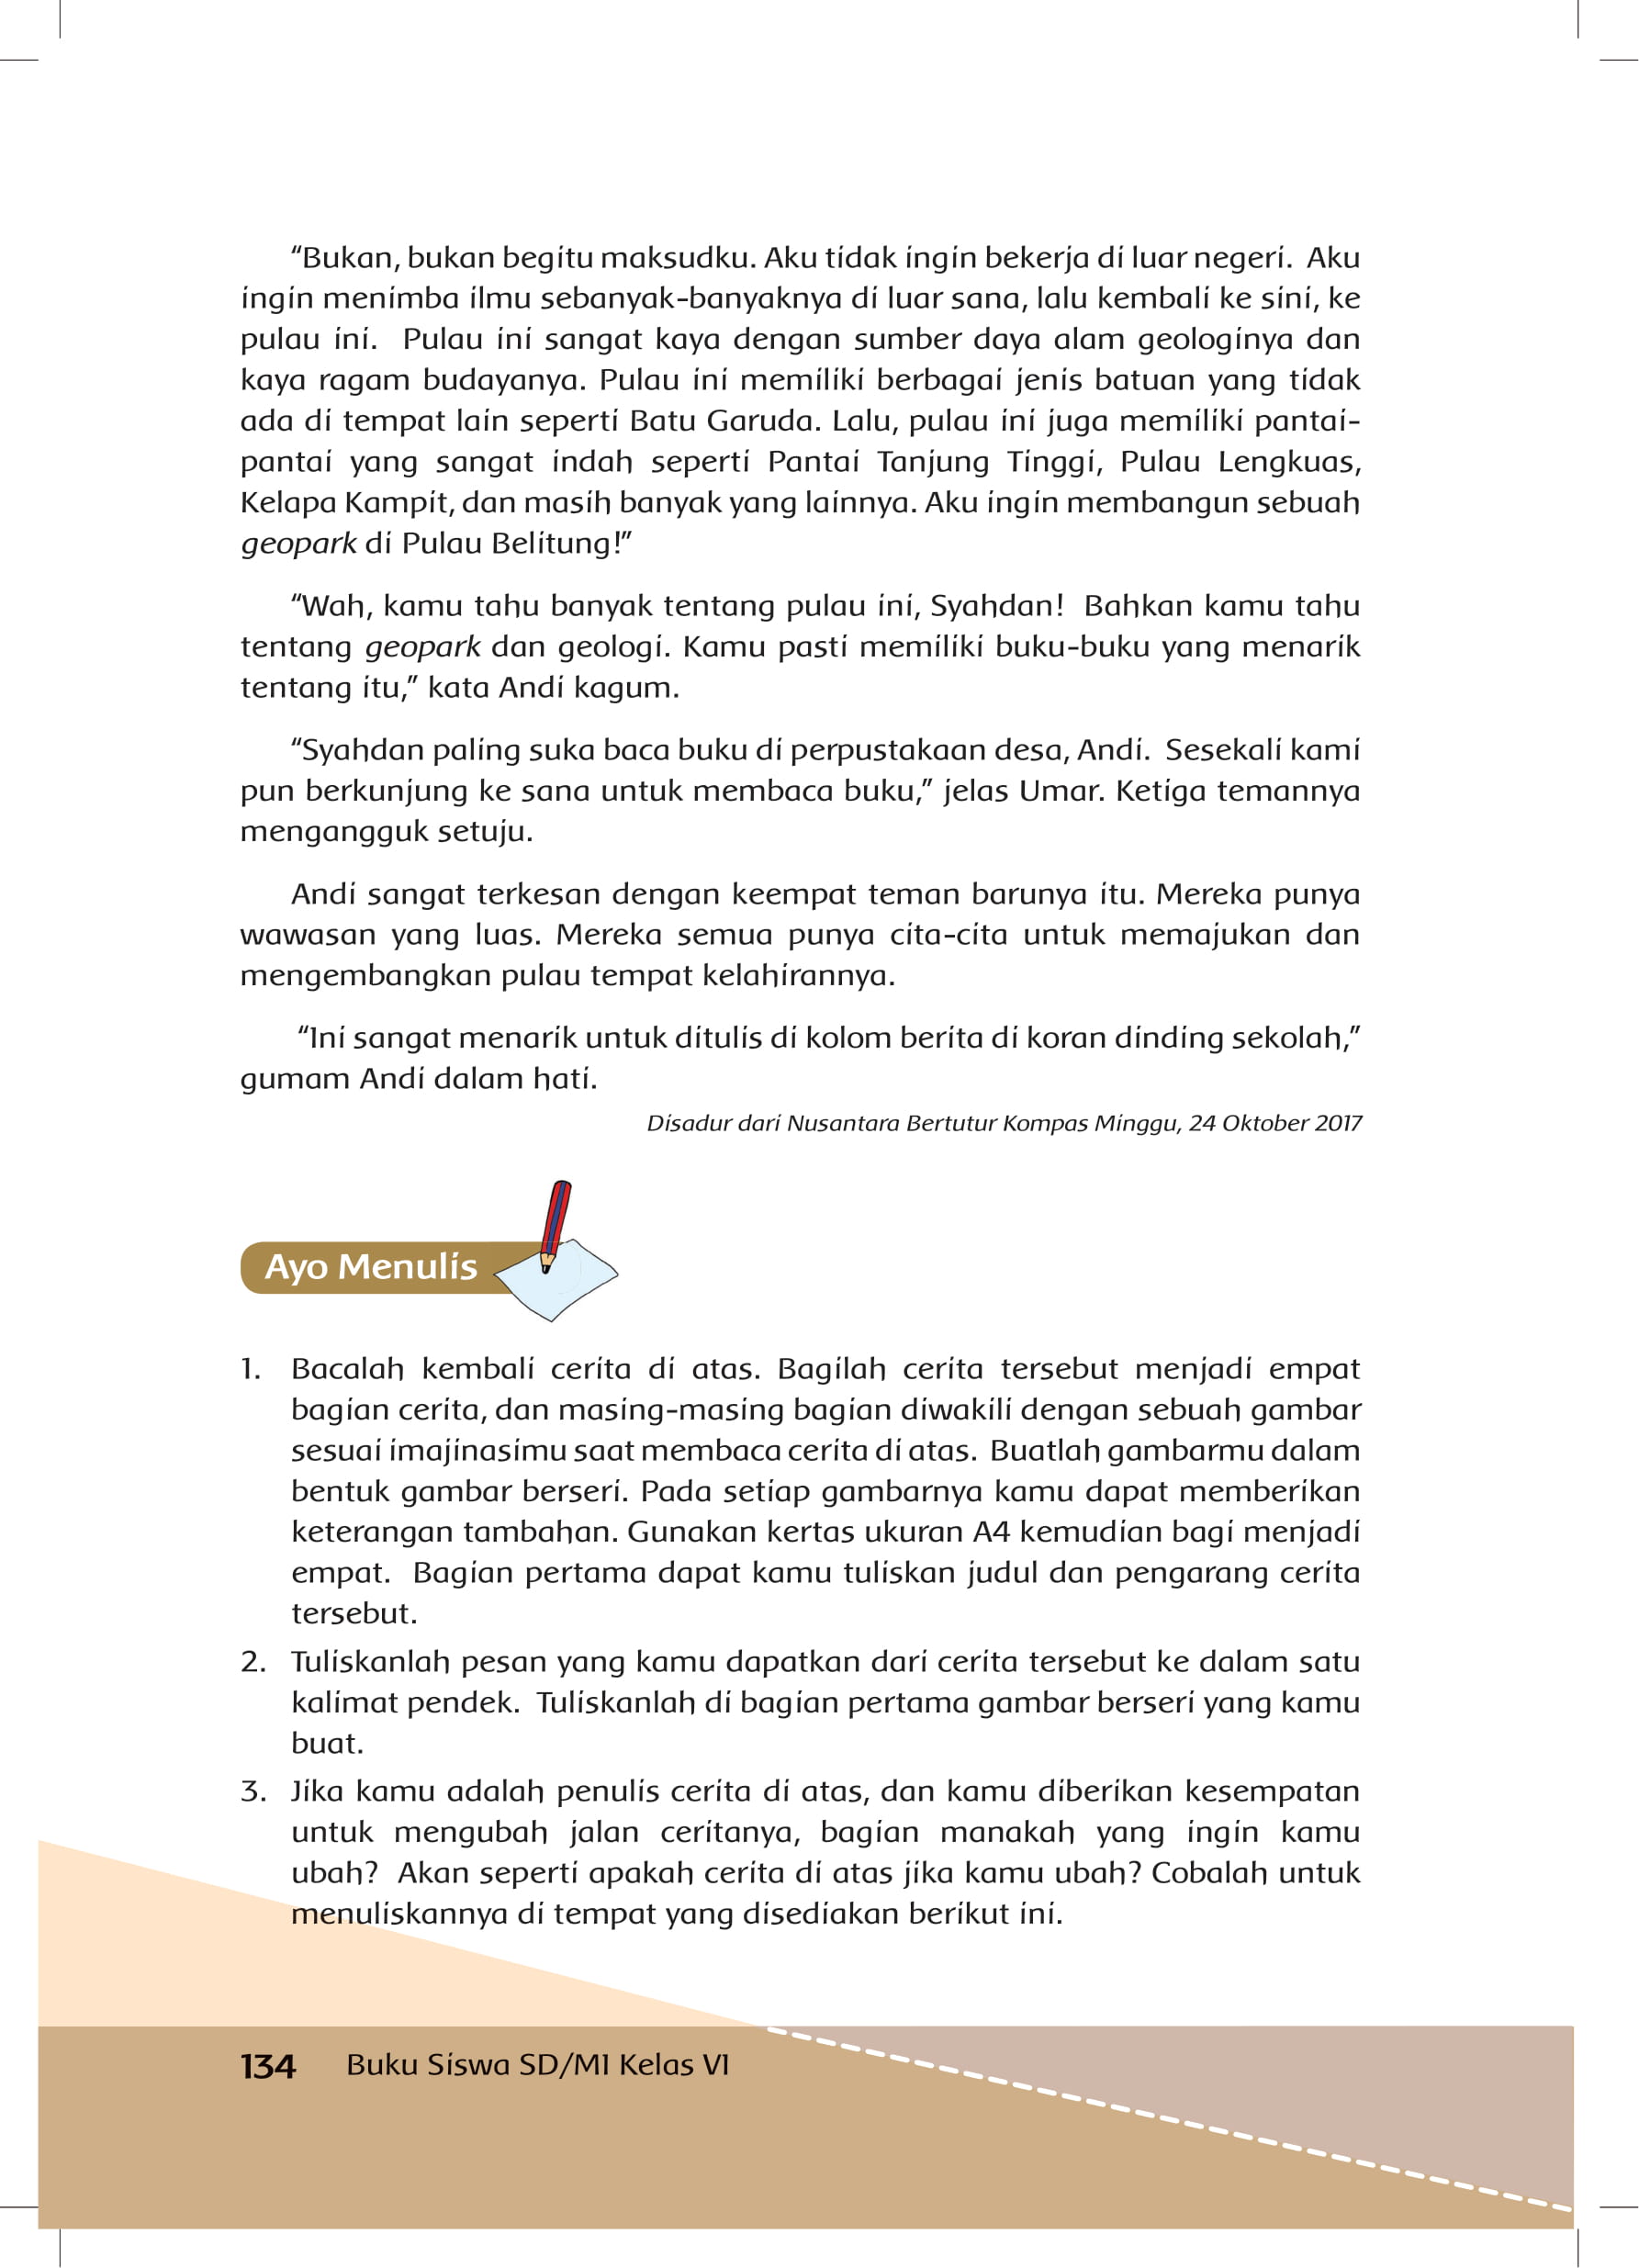 “Bukan, bukan begitu maksudku. Aku tidak ingin bekerja di luar negeri. Aku
ingin menimba ilmu sebanyak-banyaknya di luar sana, lalu kembali ke sini, ke
pulau ini. Pulau ini sangat kaya dengan sumber daya alam geologinya dan
kaya ragam budayanya. Pulau ini memiliki berbagai jenis batuan yang tidak
ada di tempat lain seperti Batu Garuda. Lalu, pulau ini juga memiliki pantai-
pantai yang sangat indah seperti Pantai Tanjung Tinggi, Pulau Lengkuas,
Kelapa Kampit, dan masih banyak yang lainnya. Aku ingin membangun sebuah
geopark di Pulau Belitung!”
“Wah, kamu tahu banyak tentang pulau ini, Syahdan! Bahkan kamu tahu
tentang geopark dan geologi. Kamu pasti memiliki buku-buku yang menarik
tentang itu,” kata Andi kagum.
“Syahdan paling suka baca buku di perpustakaan desa, Andi. Sesekali kami
pun berkunjung ke sana untuk membaca buku,” jelas Umar. Ketiga temannya
mengangguk setuju.
Andi sangat terkesan dengan keempat teman barunya itu. Mereka punya
wawasan yang luas. Mereka semua punya cita-cita untuk memajukan dan
mengembangkan pulau tempat kelahirannya.
“Ini sangat menarik untuk ditulis di kolom berita di koran dinding sekolah,”
gumam Andi dalam hati.
Disadur dari Nusantara Bertutur Kompas Minggu, 24 Oktober 2017
Ayo Menulis
1. Bacalah kembali cerita di atas. Bagilah cerita tersebut menjadi empat
bagian cerita, dan masing-masing bagian diwakili dengan sebuah gambar
sesuai imajinasimu saat membaca cerita di atas. Buatlah gambarmu dalam
bentuk gambar berseri. Pada setiap gambarnya kamu dapat memberikan
keterangan tambahan. Gunakan kertas ukuran A4 kemudian bagi menjadi
empat. Bagian pertama dapat kamu tuliskan judul dan pengarang cerita
tersebut.
2. Tuliskanlah pesan yang kamu dapatkan dari cerita tersebut ke dalam satu
kalimat pendek. Tuliskanlah di bagian pertama gambar berseri yang kamu
buat.
3. Jika kamu adalah penulis cerita di atas, dan kamu diberikan kesempatan
untuk mengubah jalan ceritanya, bagian manakah yang ingin kamu
ubah? Akan seperti apakah cerita di atas jika kamu ubah? Cobalah untuk
menuliskannya di tempat yang disediakan berikut ini.
134 Buku Siswa SD/MI Kelas VI